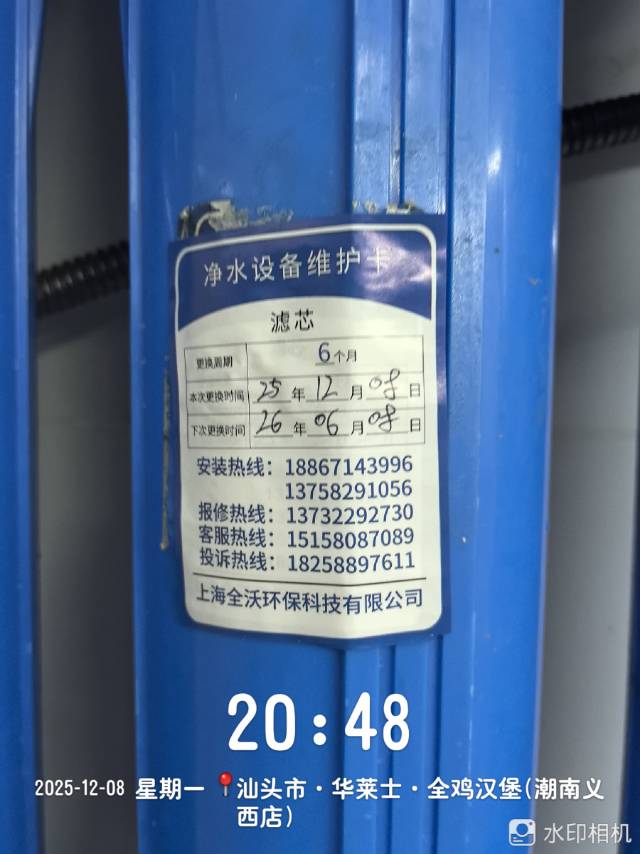 净水设备维护卡
滤芯
更换周期 6个月
本次更换时间 25年12月08日
下次更换时间 26年06月08日
安装热线：18867143996
13758291056
报修热线：13732292730
客服热线：15158087089
投诉热线：18258897611
上海全沃环保科技有限公司
20:48
2025-12-08 星期一 📍汕头市·华莱士·全鸡汉堡(潮南义
西店)
水印相机